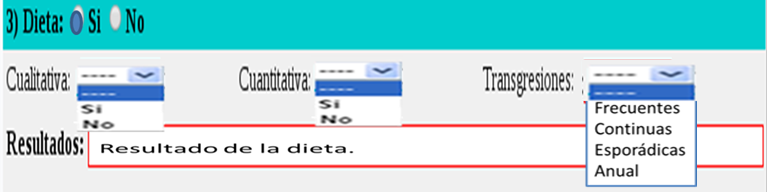 3) Dieta: Si No
Cualitativa: ---- Cuantitativa: ---- Transgresiones: ----
---- ---- ----
Si Si Frecuentes
No No Continuas
Resultados: Resultado de la dieta. Esporádicas
Anual